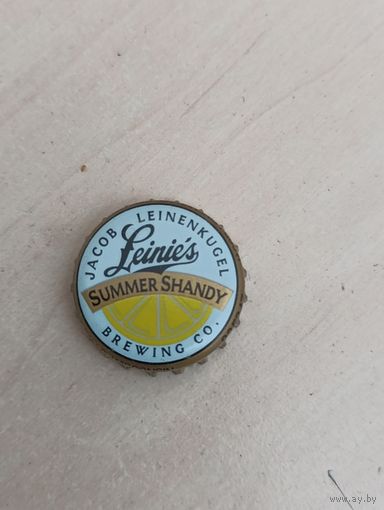 JACOB LEINENKUGEL
Leinie's
SUMMER SHANDY
BREWING CO.
www.ay.by